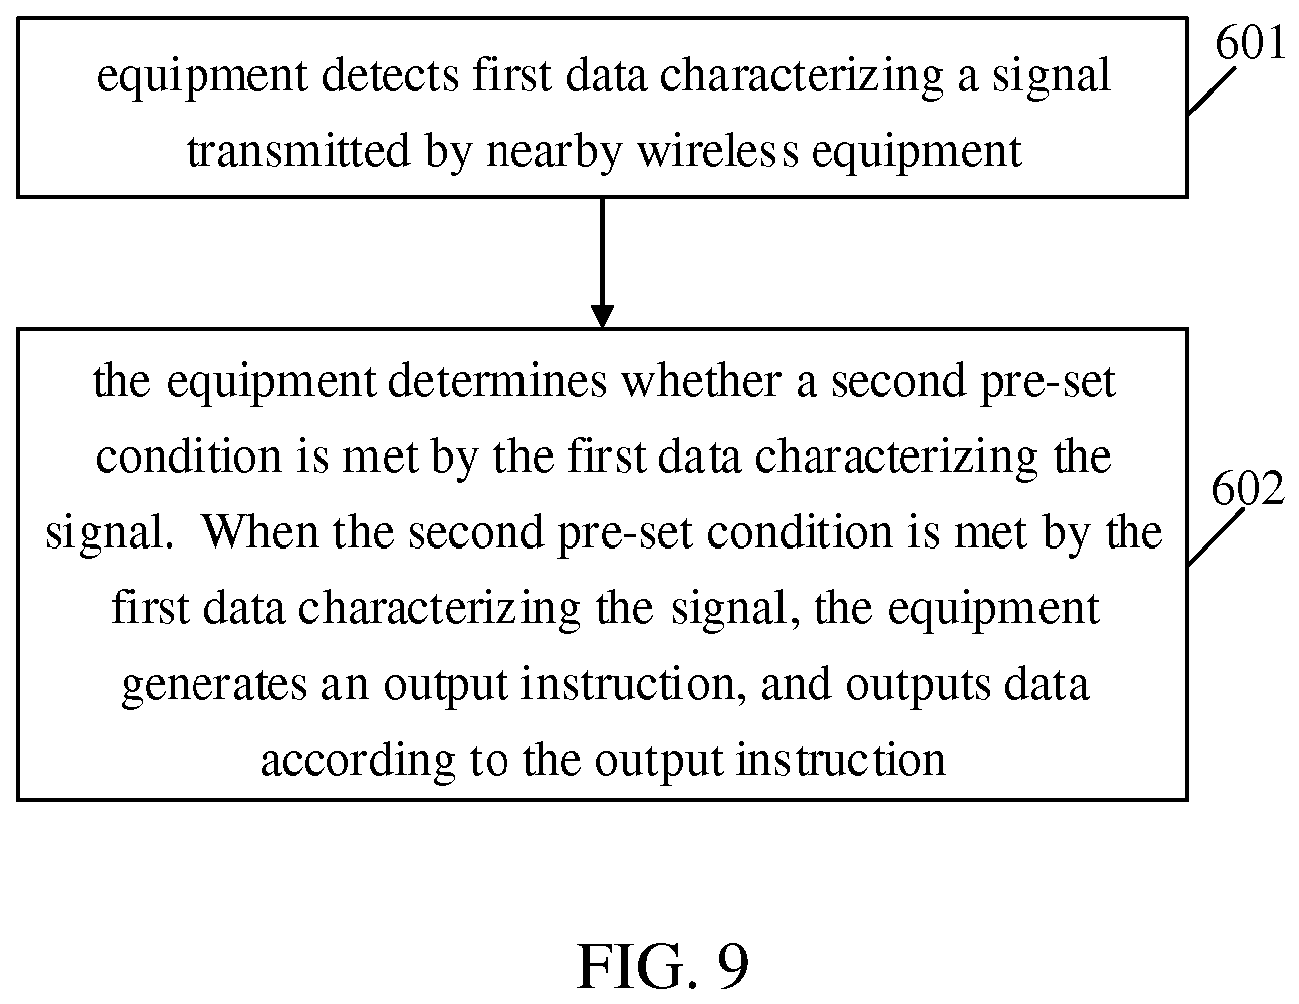 equipment detects first data characterizing a signal
transmitted by nearby wireless equipment
601
the equipment determines whether a second pre-set
condition is met by the first data characterizing the
signal.  When the second pre-set condition is met by the
first data characterizing the signal, the equipment
generates an output instruction, and outputs data
according to the output instruction
602
FIG. 9